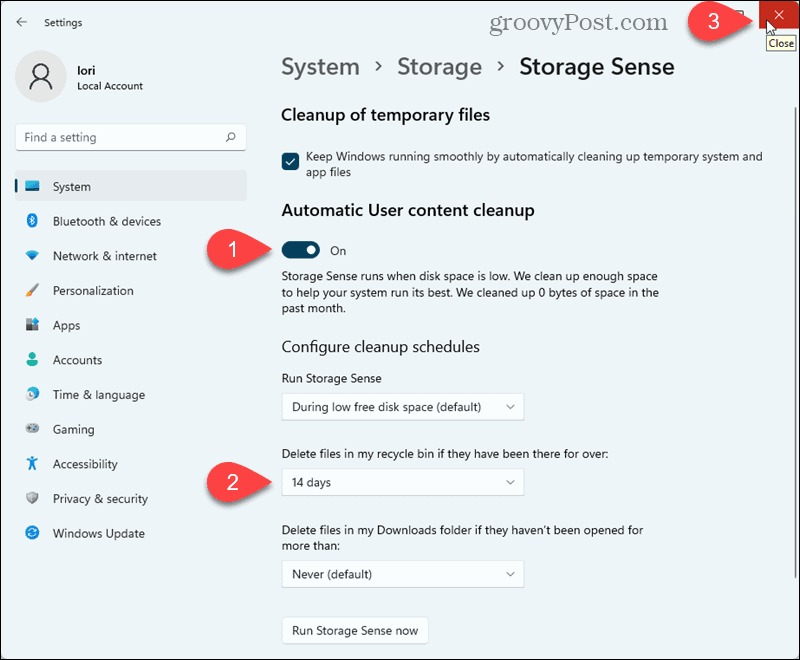 groovyPost.com
3
Settings
Close
lori
Local Account
Find a setting
System
Bluetooth & devices
Network & internet
Personalization
Apps
Accounts
Time & language
Gaming
Accessibility
Privacy & security
Windows Update
System > Storage > Storage Sense
Cleanup of temporary files
Keep Windows running smoothly by automatically cleaning up temporary system and
app files
Automatic User content cleanup
1
On
Storage Sense runs when disk space is low. We clean up enough space
to help your system run its best. We cleaned up 0 bytes of space in the
past month.
Configure cleanup schedules
Run Storage Sense
During low free disk space (default)
Delete files in my recycle bin if they have been there for over:
2
14 days
Delete files in my Downloads folder if they haven't been opened for
more than:
Never (default)
Run Storage Sense now